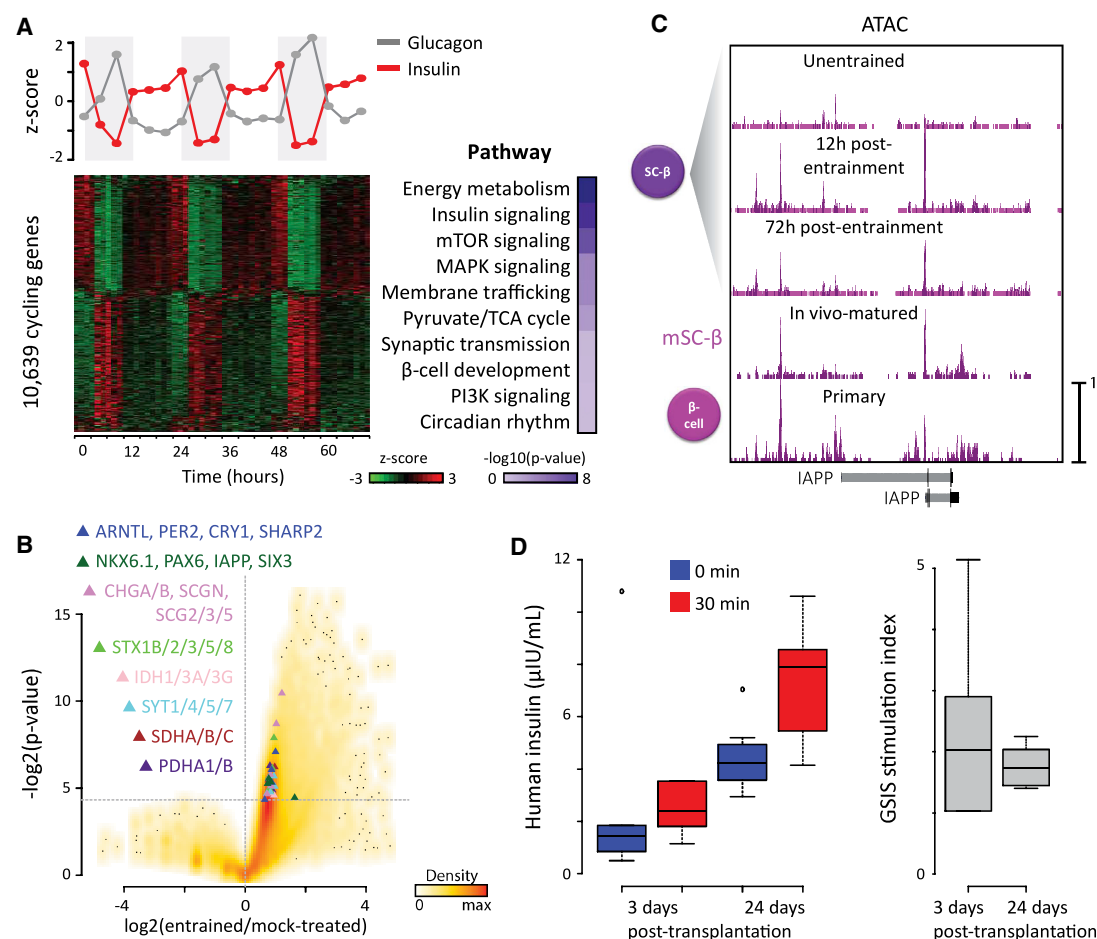 A
2
0
-2
z-score
Glucagon
Insulin
10,639 cycling genes
0 12 24 36 48 60
Time (hours)
Pathway
Energy metabolism
Insulin signaling
mTOR signaling
MAPK signaling
Membrane trafficking
Pyruvate/TCA cycle
Synaptic transmission
β-cell development
PI3K signaling
Circadian rhythm
z-score
-3 3
-log10(p-value)
0 8
C
ATAC
Unentrained
12h post-
entrainment
72h post-entrainment
In vivo-matured
Primary
SC-β
mSC-β
β-
cell
1
IAPP
IAPP
B
ARNTL, PER2, CRY1, SHARP2
NKX6.1, PAX6, IAPP, SIX3
CHGA/B, SCGN,
SCG2/3/5
STX1B/2/3/5/8
IDH1/3A/3G
SYT1/4/5/7
SDHA/B/C
PDHA1/B
15
10
5
0
-log2(p-value)
-4 0 4
log2(entrained/mock-treated)
Density
0 max
D
12
6
0
Human insulin (µIU/mL)
0 min
30 min
3 days 24 days
post-transplantation
5
0
GSIS stimulation index
3 days 24 days
post-transplantation